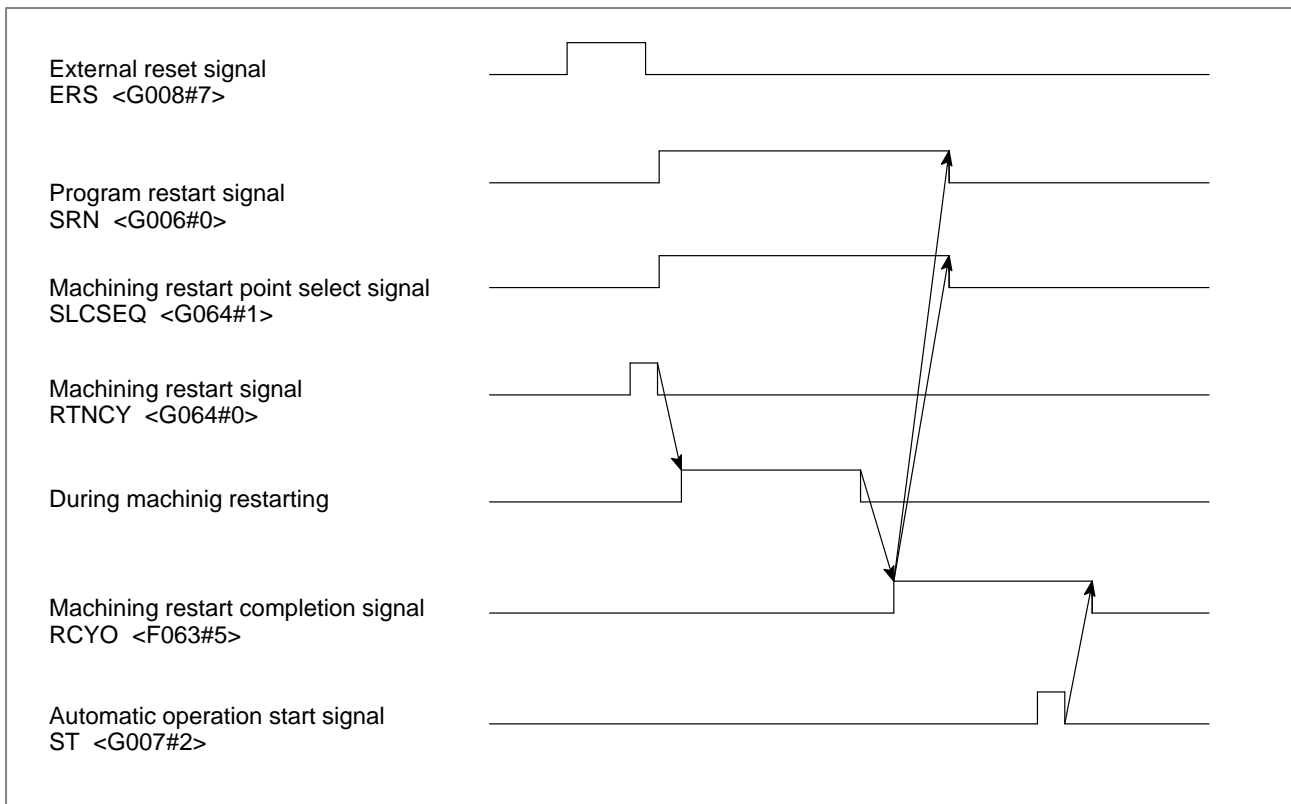 External reset signal
ERS <G008#7>
Program restart signal
SRN <G006#0>
Machining restart point select signal
SLCSEQ <G064#1>
Machining restart signal
RTNCY <G064#0>
During machinig restarting
Machining restart completion signal
RCYO <F063#5>
Automatic operation start signal
ST <G007#2>